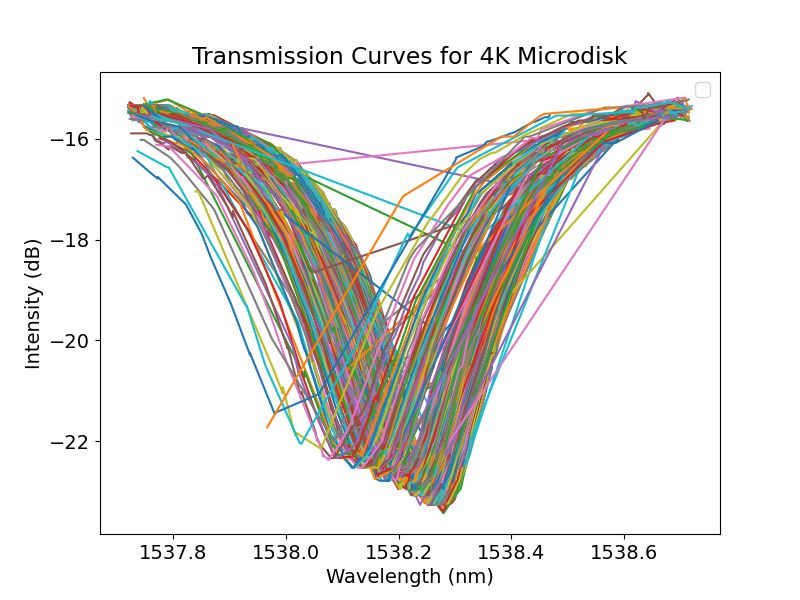 Transmission Curves for 4K Microdisk
−16
−18
−20
−22
Intensity (dB)
1537.8 1538.0 1538.2 1538.4 1538.6
Wavelength (nm)